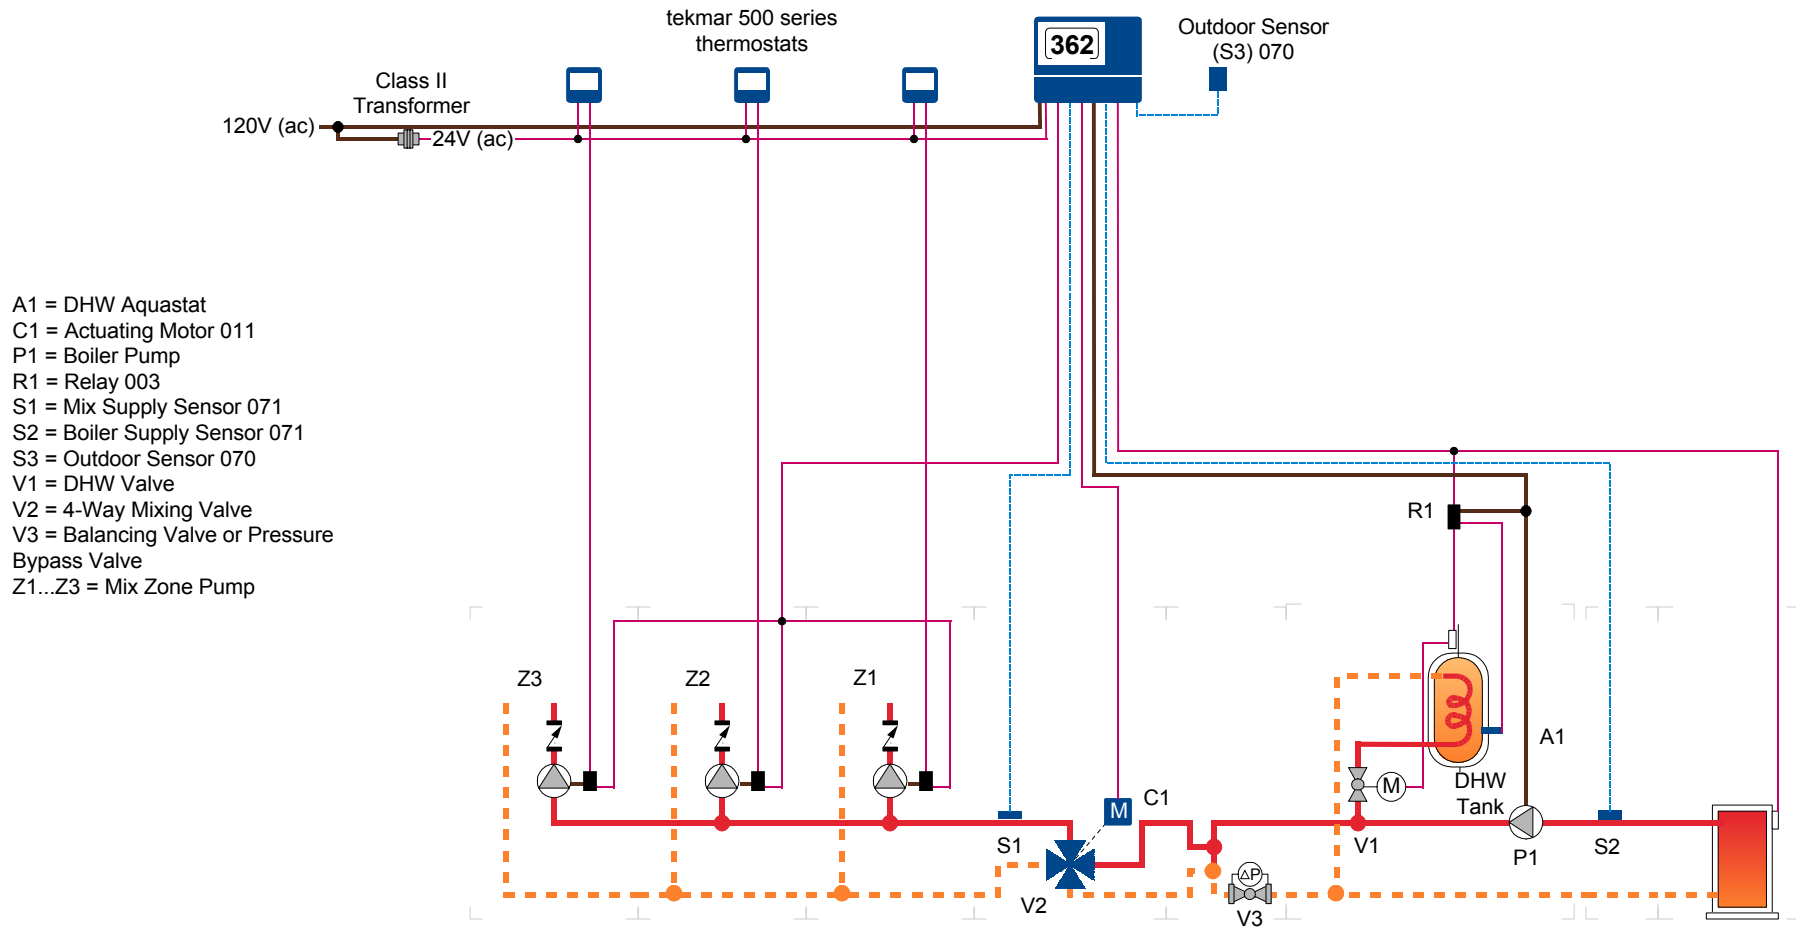 tekmar 500 series
thermostats
362
Outdoor Sensor
(S3) 070
Class II
Transformer
120V (ac)
24V (ac)
A1 = DHW Aquastat
C1 = Actuating Motor 011
P1 = Boiler Pump
R1 = Relay 003
S1 = Mix Supply Sensor 071
S2 = Boiler Supply Sensor 071
S3 = Outdoor Sensor 070
V1 = DHW Valve
V2 = 4-Way Mixing Valve
V3 = Balancing Valve or Pressure
Bypass Valve
Z1...Z3 = Mix Zone Pump
R1
Z3
Z2
Z1
A1
DHW
Tank
M
C1
M
S1
V1
P1
S2
V2
ΔP
V3